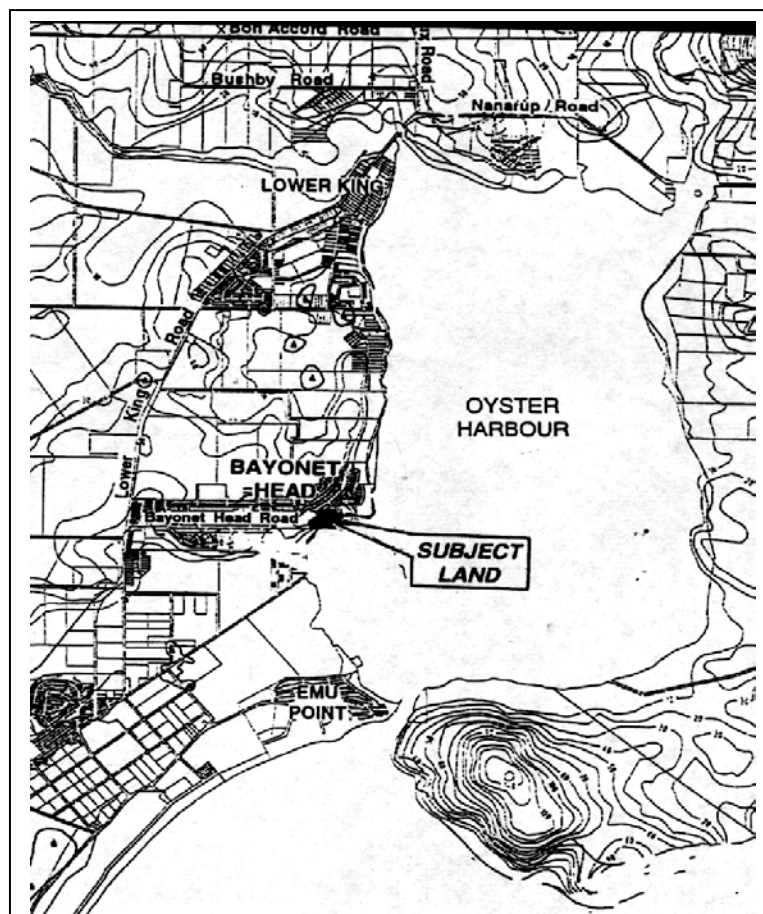 Bon Accord Road
Road
Bushby Road
Nanarup Road
LOWER KING
Road
King
Lower
OYSTER
HARBOUR
BAYONET
HEAD
Bayonet Head Road
SUBJECT
LAND
EMU
POINT